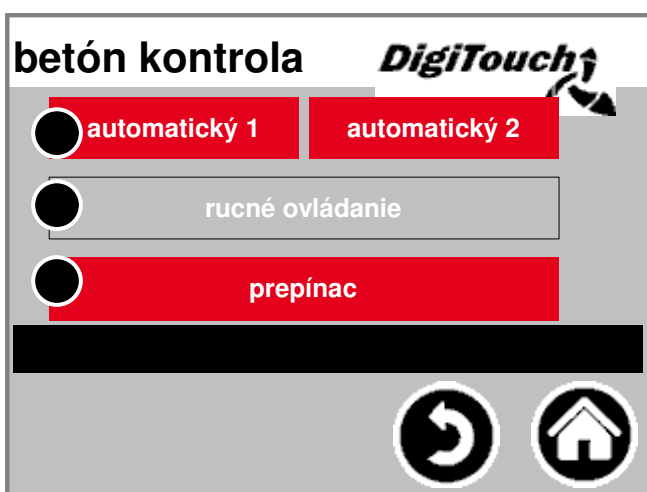 betón kontrola
DigiTouch
automatický 1
automatický 2
rucné ovládanie
prepínac